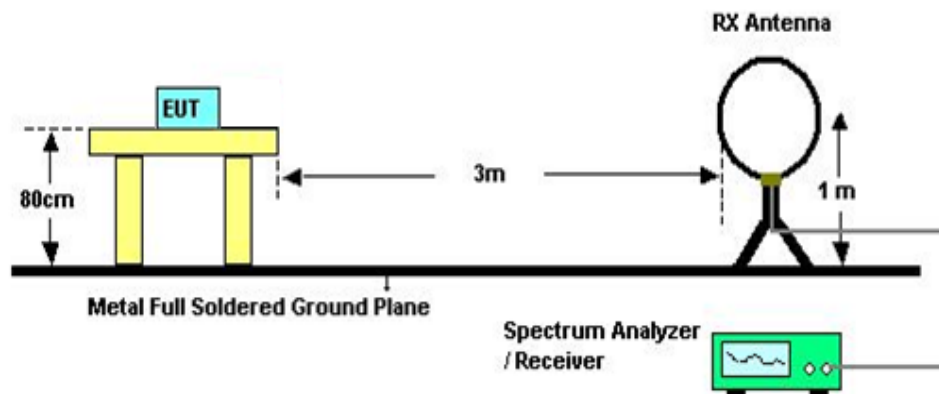 RX Antenna
EUT
3m
80cm
1 m
Metal Full Soldered Ground Plane
Spectrum Analyzer
/ Receiver